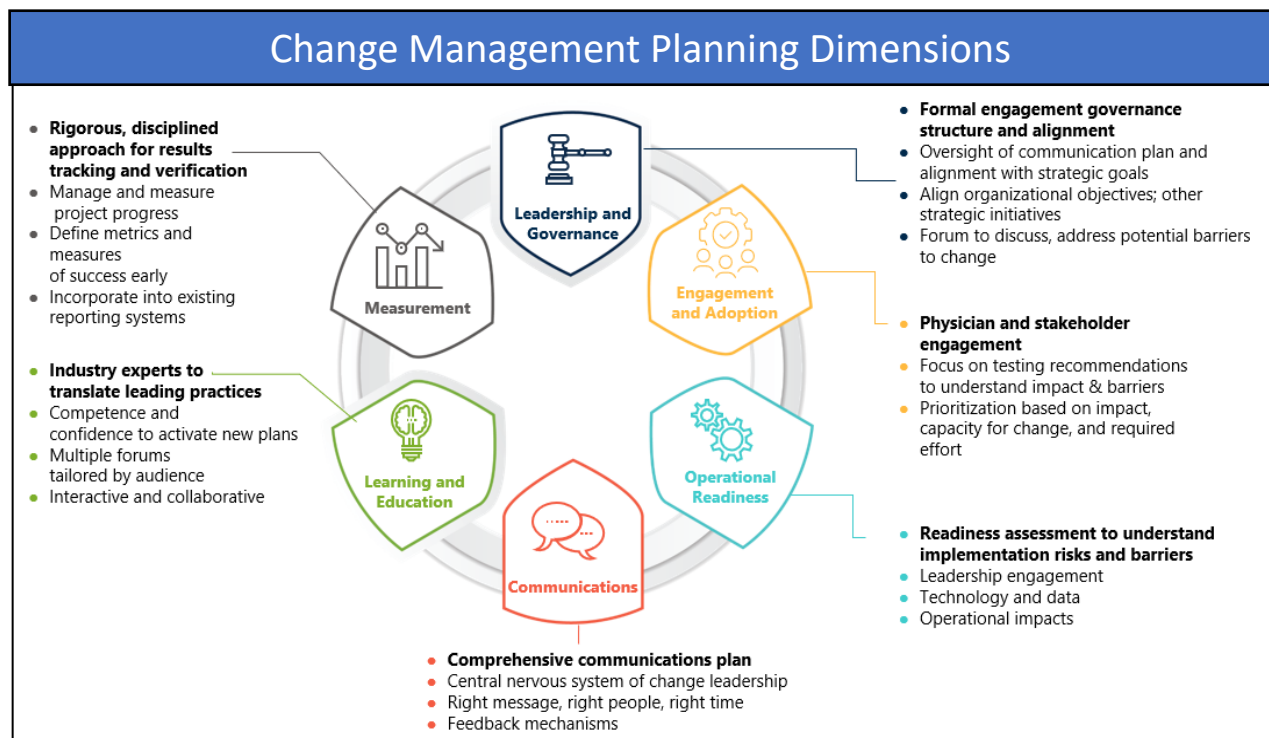 Change Management Planning Dimensions
Rigorous, disciplined
approach for results
tracking and verification
Manage and measure
project progress
Define metrics and
measures
of success early
Incorporate into existing
reporting systems
Industry experts to
translate leading practices
Competence and
confidence to activate new plans
Multiple forums
tailored by audience
Interactive and collaborative
Leadership and
Governance
Measurement
Engagement
and Adoption
Learning and
Education
Operational
Readiness
Communications
Formal engagement governance
structure and alignment
Oversight of communication plan and
alignment with strategic goals
Align organizational objectives; other
strategic initiatives
Forum to discuss, address potential barriers
to change
Physician and stakeholder
engagement
Focus on testing recommendations
to understand impact & barriers
Prioritization based on impact,
capacity for change, and required
effort
Readiness assessment to understand
implementation risks and barriers
Leadership engagement
Technology and data
Operational impacts
Comprehensive communications plan
Central nervous system of change leadership
Right message, right people, right time
Feedback mechanisms